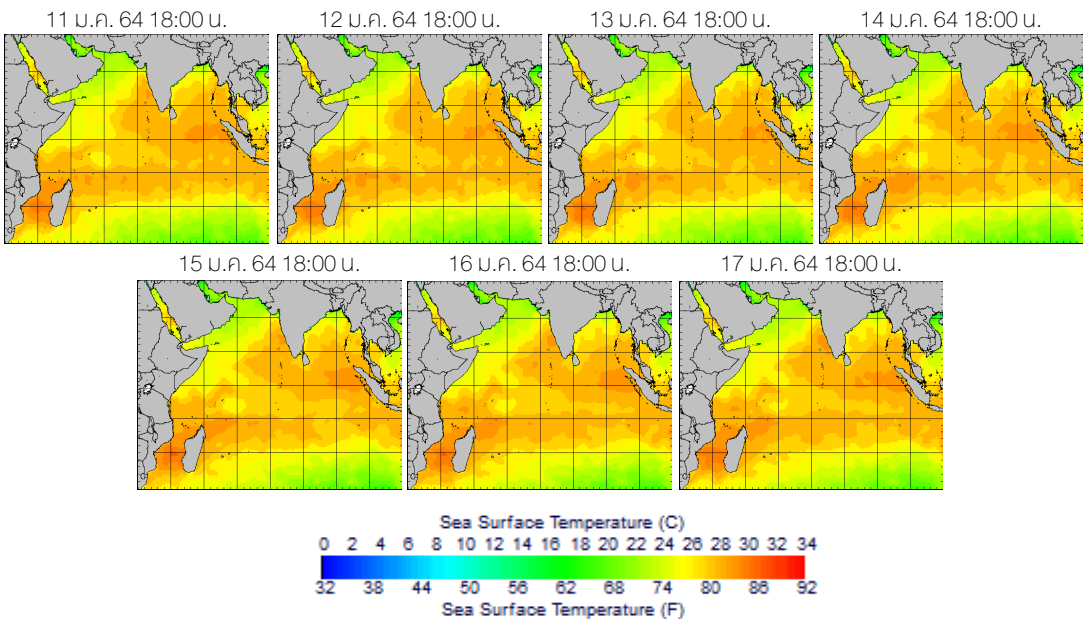 11 ม.ค. 64 18:00 น.
12 ม.ค. 64 18:00 น.
13 ม.ค. 64 18:00 น.
14 ม.ค. 64 18:00 น.
15 ม.ค. 64 18:00 น.
16 ม.ค. 64 18:00 น.
17 ม.ค. 64 18:00 น.
Sea Surface Temperature (C)
0 2 4 6 8 10 12 14 16 18 20 22 24 26 28 30 32 34
32 38 44 50 56 62 68 74 80 86 92
Sea Surface Temperature (F)